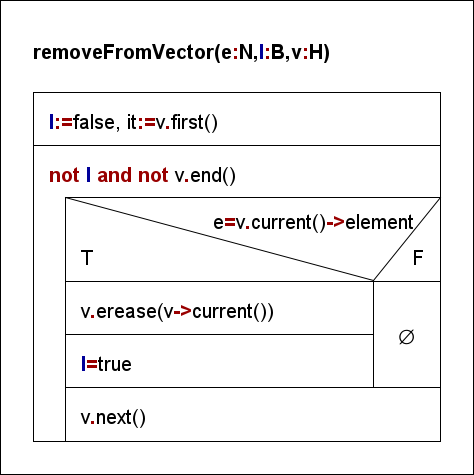 removeFromVector(e:N,I:B,v:H)
I:=false, it:=v.first()
not I and not v.end()
e=v.current()->element
T
F
v.erease(v->current())
∅
I=true
v.next()